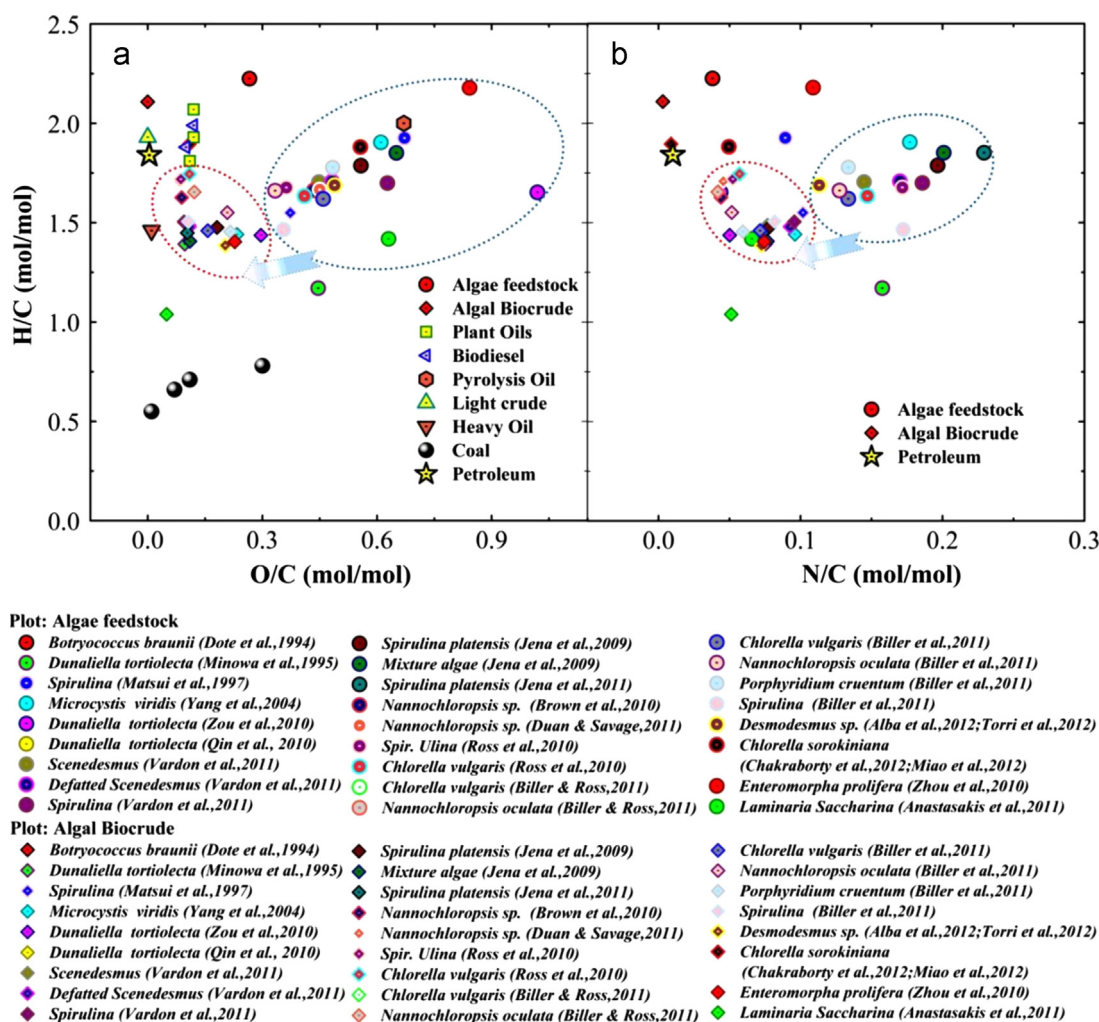 a
b
2.5
2.0
1.5
1.0
0.5
0.0
H/C (mol/mol)
Algae feedstock
Algal Biocrude
Plant Oils
Biodiesel
Pyrolysis Oil
Light crude
Heavy Oil
Coal
Petroleum
Algae feedstock
Algal Biocrude
Petroleum
0.0 0.3 0.6 0.9
0.0 0.1 0.2 0.3
O/C (mol/mol)
N/C (mol/mol)
Plot: Algae feedstock
Botryococcus braunii (Dote et al.,1994)
Dunaliella tortiolecta (Minowa et al.,1995)
Spirulina (Matsui et al.,1997)
Microcystis viridis (Yang et al.,2004)
Dunaliella tortiolecta (Zou et al.,2010)
Dunaliella tortiolecta (Qin et al., 2010)
Scenedesmus (Vardon et al.,2011)
Defatted Scenedesmus (Vardon et al.,2011)
Spirulina (Vardon et al.,2011)
Spirulina platensis (Jena et al.,2009)
Mixture algae (Jena et al.,2009)
Spirulina platensis (Jena et al.,2011)
Nannochloropsis sp. (Brown et al.,2010)
Nannochloropsis sp. (Duan & Savage,2011)
Spir. Ulina (Ross et al.,2010)
Chlorella vulgaris (Ross et al.,2010)
Chlorella vulgaris (Biller & Ross,2011)
Nannochloropsis oculata (Biller & Ross,2011)
Chlorella vulgaris (Biller et al.,2011)
Nannochloropsis oculata (Biller et al.,2011)
Porphyridium cruentum (Biller et al.,2011)
Spirulina (Biller et al.,2011)
Desmodesmus sp. (Alba et al.,2012;Torri et al.,2012)
Chlorella sorokiniana
(Chakraborty et al.,2012;Miao et al.,2012)
Enteromorpha prolifera (Zhou et al.,2010)
Laminaria Saccharina (Anastasakis et al.,2011)
Plot: Algal Biocrude
Botryococcus braunii (Dote et al.,1994)
Dunaliella tortiolecta (Minowa et al.,1995)
Spirulina (Matsui et al.,1997)
Microcystis viridis (Yang et al.,2004)
Dunaliella tortiolecta (Zou et al.,2010)
Dunaliella tortiolecta (Qin et al., 2010)
Scenedesmus (Vardon et al.,2011)
Defatted Scenedesmus (Vardon et al.,2011)
Spirulina (Vardon et al.,2011)
Spirulina platensis (Jena et al.,2009)
Mixture algae (Jena et al.,2009)
Spirulina platensis (Jena et al.,2011)
Nannochloropsis sp. (Brown et al.,2010)
Nannochloropsis sp. (Duan & Savage,2011)
Spir. Ulina (Ross et al.,2010)
Chlorella vulgaris (Ross et al.,2010)
Chlorella vulgaris (Biller & Ross,2011)
Nannochloropsis oculata (Biller & Ross,2011)
Chlorella vulgaris (Biller et al.,2011)
Nannochloropsis oculata (Biller et al.,2011)
Porphyridium cruentum (Biller et al.,2011)
Spirulina (Biller et al.,2011)
Desmodesmus sp. (Alba et al.,2012;Torri et al.,2012)
Chlorella sorokiniana
(Chakraborty et al.,2012;Miao et al.,2012)
Enteromorpha prolifera (Zhou et al.,2010)
Laminaria Saccharina (Anastasakis et al.,2011)